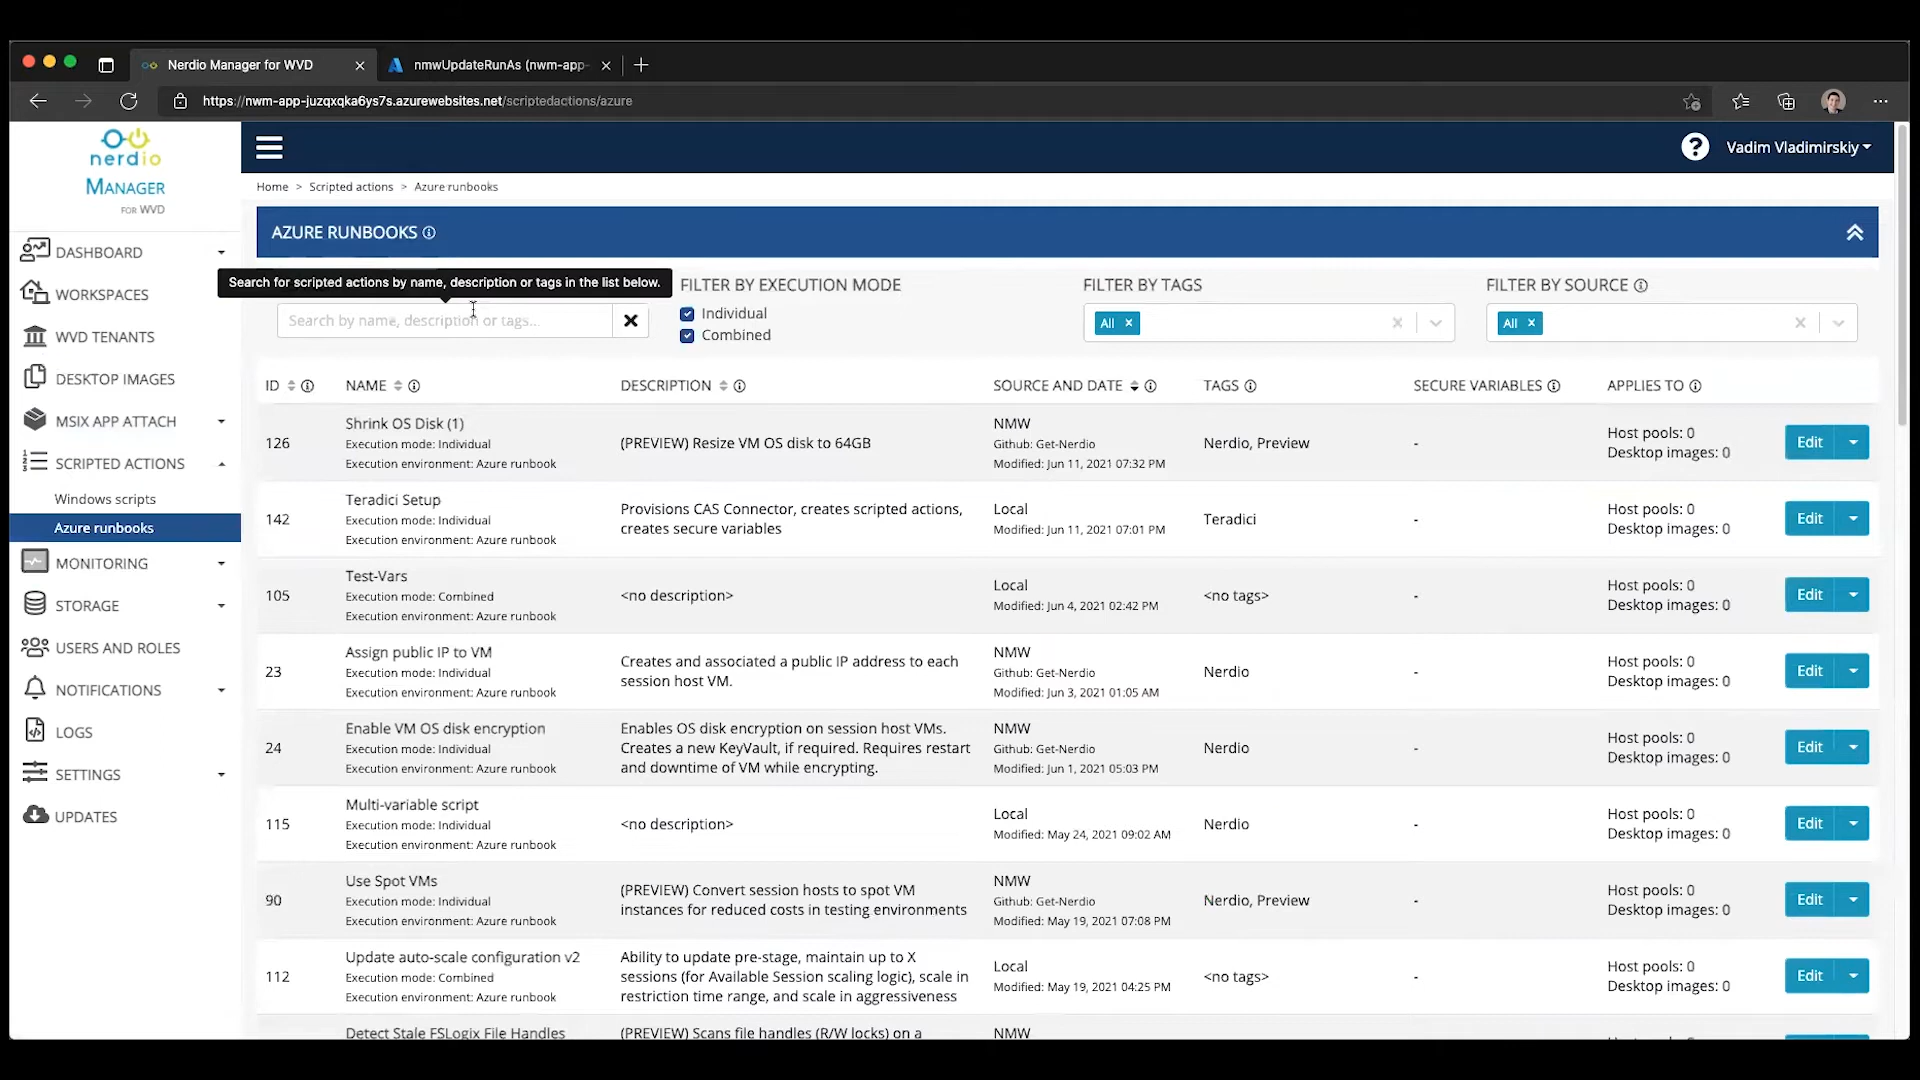 Nerdio Manager for WVD
nmwUpdateRunAs (nwm-app-
https://nwm-app-juzqxqka6ys7s.azurewebsites.net/scriptedactions/azure
nerdio
MANAGER
FOR WVD
Vadim Vladimirskiy
Home > Scripted actions > Azure runbooks
AZURE RUNBOOKS
DASHBOARD
WORKSPACES
WVD TENANTS
DESKTOP IMAGES
MSIX APP ATTACH
SCRIPTED ACTIONS
Windows scripts
Azure runbooks
MONITORING
STORAGE
USERS AND ROLES
NOTIFICATIONS
LOGS
SETTINGS
UPDATES
Search for scripted actions by name, description or tags in the list below.
Search by name, description or tags...
FILTER BY EXECUTION MODE
Individual
Combined
FILTER BY TAGS
All
FILTER BY SOURCE
All
ID NAME DESCRIPTION SOURCE AND DATE TAGS SECURE VARIABLES APPLIES TO
126
Shrink OS Disk (1)
Execution mode: Individual
Execution environment: Azure runbook
(PREVIEW) Resize VM OS disk to 64GB
NMW
Github: Get-Nerdio
Modified: Jun 11, 2021 07:32 PM
Nerdio, Preview
-
Host pools: 0
Desktop images: 0
Edit
142
Teradici Setup
Execution mode: Individual
Execution environment: Azure runbook
Provisions CAS Connector, creates scripted actions,
creates secure variables
Local
Modified: Jun 11, 2021 07:01 PM
Teradici
-
Host pools: 0
Desktop images: 0
Edit
105
Test-Vars
Execution mode: Combined
Execution environment: Azure runbook
<no description>
Local
Modified: Jun 4, 2021 02:42 PM
<no tags>
-
Host pools: 0
Desktop images: 0
Edit
23
Assign public IP to VM
Execution mode: Individual
Execution environment: Azure runbook
Creates and associated a public IP address to each
session host VM.
NMW
Github: Get-Nerdio
Modified: Jun 3, 2021 01:05 AM
Nerdio
-
Host pools: 0
Desktop images: 0
Edit
24
Enable VM OS disk encryption
Execution mode: Individual
Execution environment: Azure runbook
Enables OS disk encryption on session host VMs.
Creates a new KeyVault, if required. Requires restart
and downtime of VM while encrypting.
NMW
Github: Get-Nerdio
Modified: Jun 1, 2021 05:03 PM
Nerdio
-
Host pools: 0
Desktop images: 0
Edit
115
Multi-variable script
Execution mode: Individual
Execution environment: Azure runbook
<no description>
Local
Modified: May 24, 2021 09:02 AM
Nerdio
-
Host pools: 0
Desktop images: 0
Edit
90
Use Spot VMs
Execution mode: Individual
Execution environment: Azure runbook
(PREVIEW) Convert session hosts to spot VM
instances for reduced costs in testing environments
NMW
Github: Get-Nerdio
Modified: May 19, 2021 07:08 PM
Nerdio, Preview
-
Host pools: 0
Desktop images: 0
Edit
112
Update auto-scale configuration v2
Execution mode: Combined
Execution environment: Azure runbook
Ability to update pre-stage, maintain up to X
sessions (for Available Session scaling logic), scale in
restriction time range, and scale in aggressiveness
Local
Modified: May 19, 2021 04:25 PM
<no tags>
-
Host pools: 0
Desktop images: 0
Edit
Detect Stale FSLogix File Handles
(PREVIEW) Scans file handles (R/W locks) on a
NMW